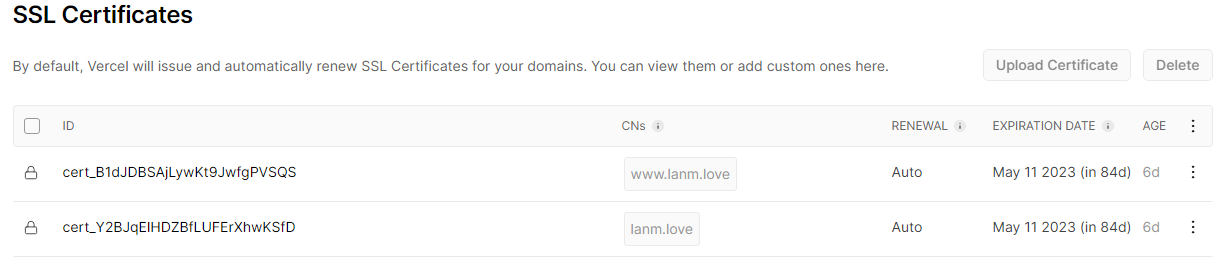 SSL Certificates
By default, Vercel will issue and automatically renew SSL Certificates for your domains. You can view them or add custom ones here. Upload Certificate Delete
ID CNs RENEWAL EXPIRATION DATE AGE
cert_B1dJDBSAjLywKt9JwfgPVSQS www.lanm.love Auto May 11 2023 (in 84d) 6d
cert_Y2BJqEIHDZBfLUFErXhwKSfD lanm.love Auto May 11 2023 (in 84d) 6d